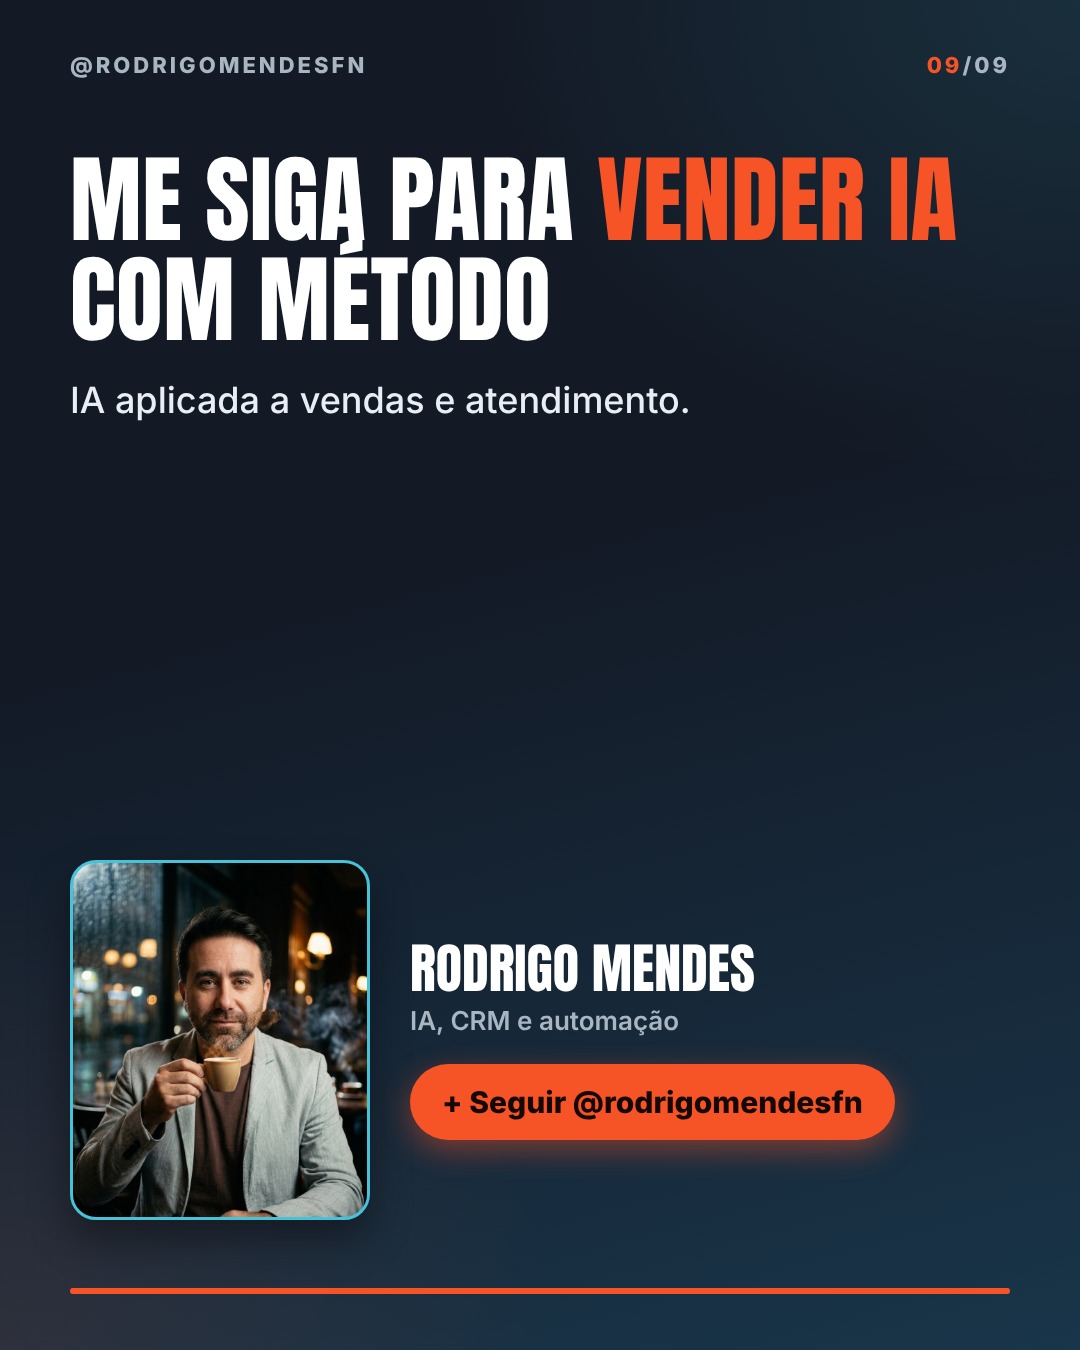 @RODRIGOMENDESFN
09/09
ME SIGA PARA VENDER IA
COM MÉTODO
IA aplicada a vendas e atendimento.
RODRIGO MENDES
IA, CRM e automação
+ Seguir @rodrigomendesfn